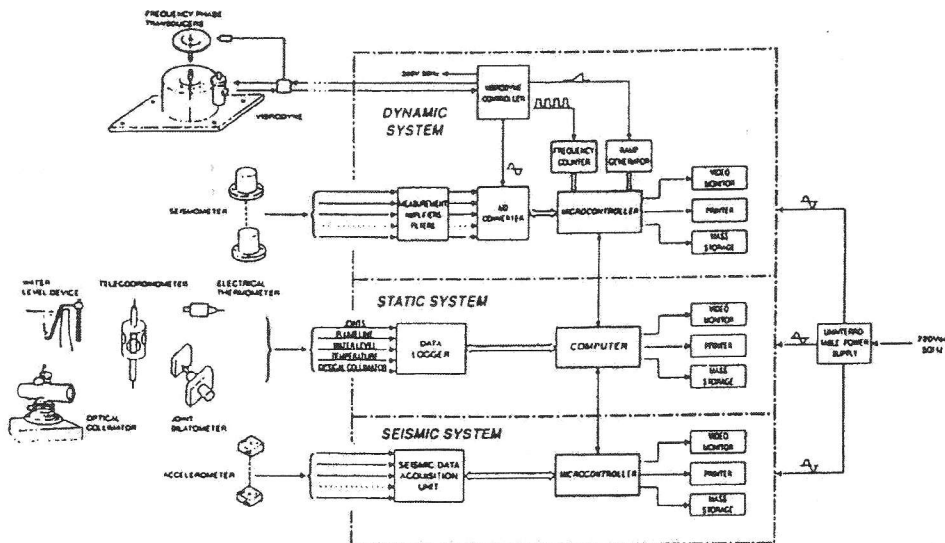 FREQUENCY PHASE
TRANSDUCERS
VIBRODYNE
VIBRODYNE
CONTROLLER
DYNAMIC
SYSTEM
FREQUENCY
COUNTER
RAMP
GENERATOR
SEISMOMETER
MEASUREMENT
AMPLIFIERS
FILTERS
A/D
CONVERTER
MICROCONTROLLER
VIDEO
MONITOR
PRINTER
MASS
STORAGE
WATER
LEVEL DEVICE
ELECTRICAL
THERMOMETER
STATIC SYSTEM
JOINTS
PLUMB LINE
WATER LEVEL
TEMPERATURE
OPTICAL COLLIMATOR
DATA
LOGGER
COMPUTER
VIDEO
MONITOR
PRINTER
MASS
STORAGE
POWER
SUPPLY
OPTICAL
COLLIMATOR
JOINT
DILATOMETER
SEISMIC SYSTEM
ACCELEROMETER
SEISMIC DATA
ACQUISITION
UNIT
MICROCONTROLLER
VIDEO
MONITOR
PRINTER
MASS
STORAGE